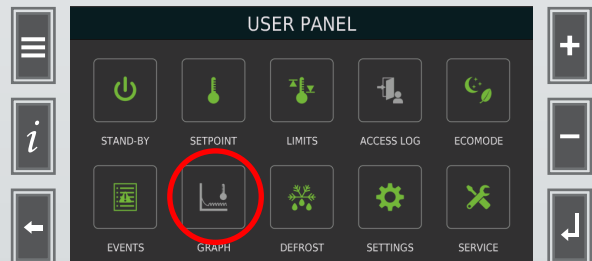 USER PANEL
STAND-BY SETPOINT LIMITS ACCESS LOG ECOMODE
EVENTS GRAPH DEFROST SETTINGS SERVICE
i
+
-